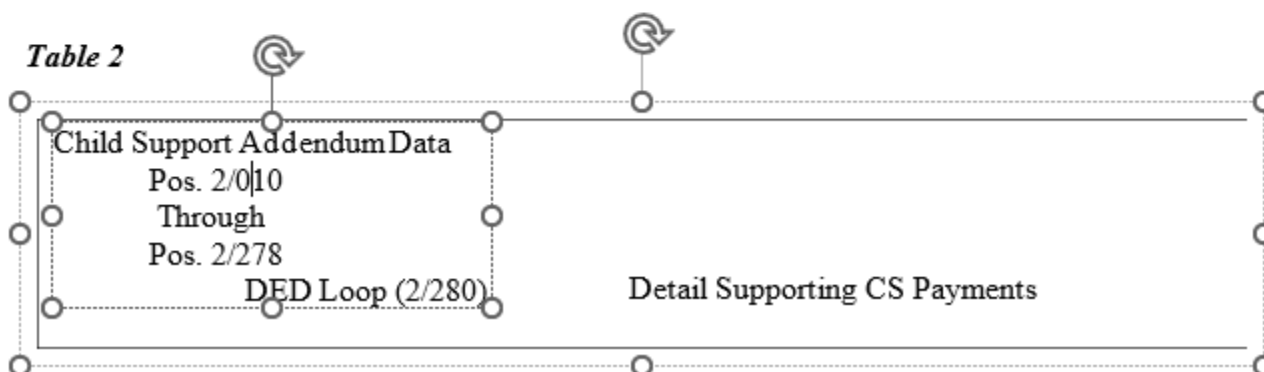 Table 2
Child Support Addendum Data
Pos. 2/010
Through
Pos. 2/278
DED Loop (2/280) Detail Supporting CS Payments